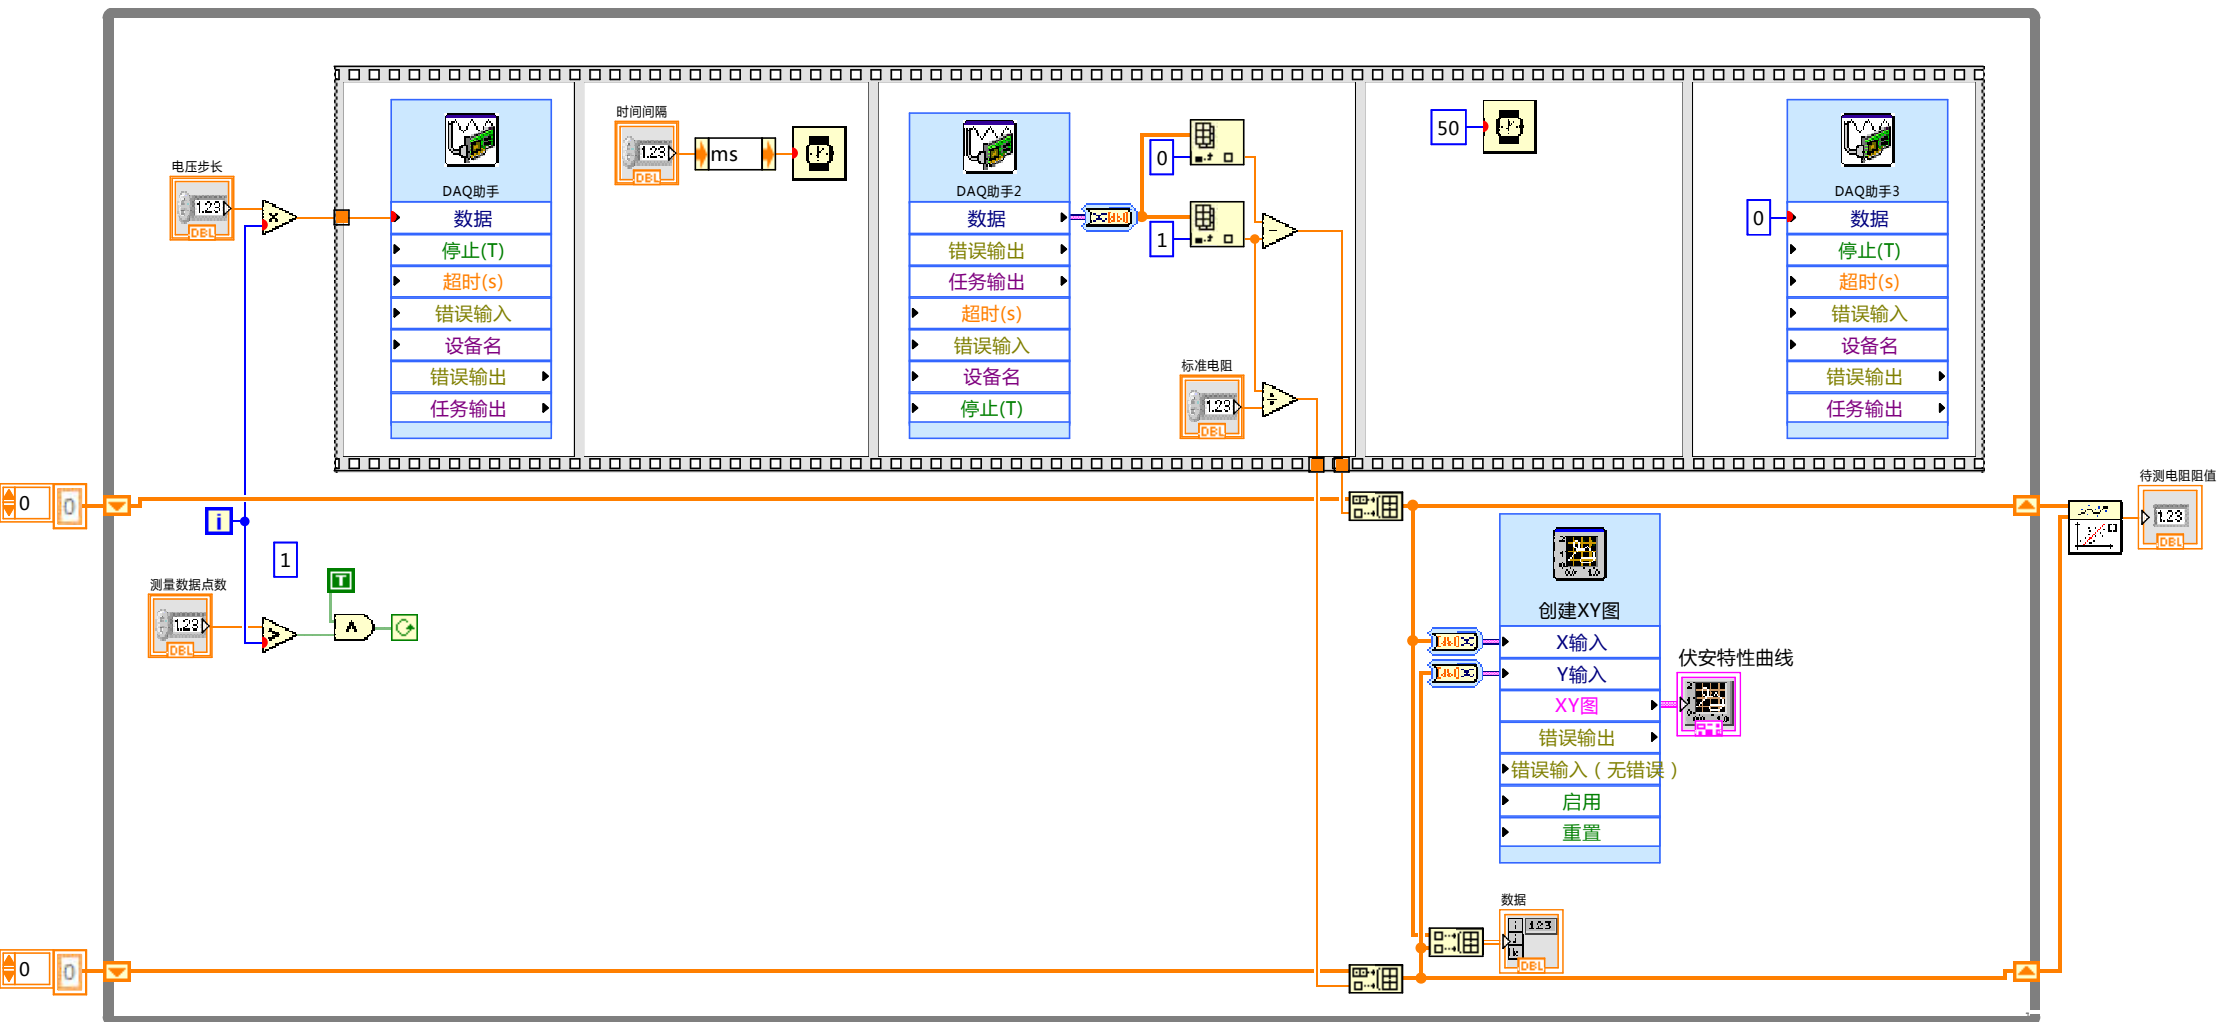 电压步长
1.23
DBL
×
DAQ助手
数据
停止(T)
超时(s)
错误输入
设备名
错误输出
任务输出
时间间隔
1.23
DBL
ms
DAQ助手2
数据
错误输出
任务输出
超时(s)
错误输入
设备名
停止(T)
0
1
标准电阻
1.23
DBL
50
0
DAQ助手3
数据
停止(T)
超时(s)
错误输入
设备名
错误输出
任务输出
0
0
i
1
T
测量数据点数
1.23
DBL
创建XY图
X输入
Y输入
XY图
错误输出
错误输入（无错误）
启用
重置
伏安特性曲线
待测电阻阻值
1.23
DBL
数据
1.23
DBL
0
0